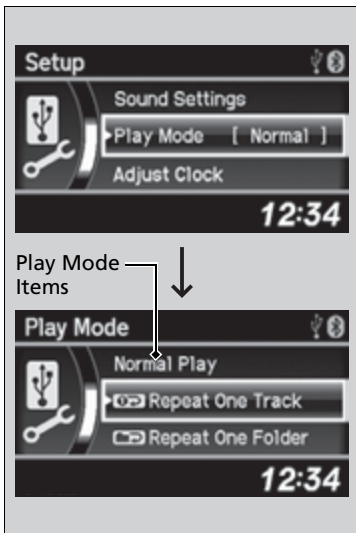 Setup
Sound Settings
Play Mode [ Normal ]
Adjust Clock
12:34
Play Mode
Items
Play Mode
Normal Play
Repeat One Track
Repeat One Folder
12:34